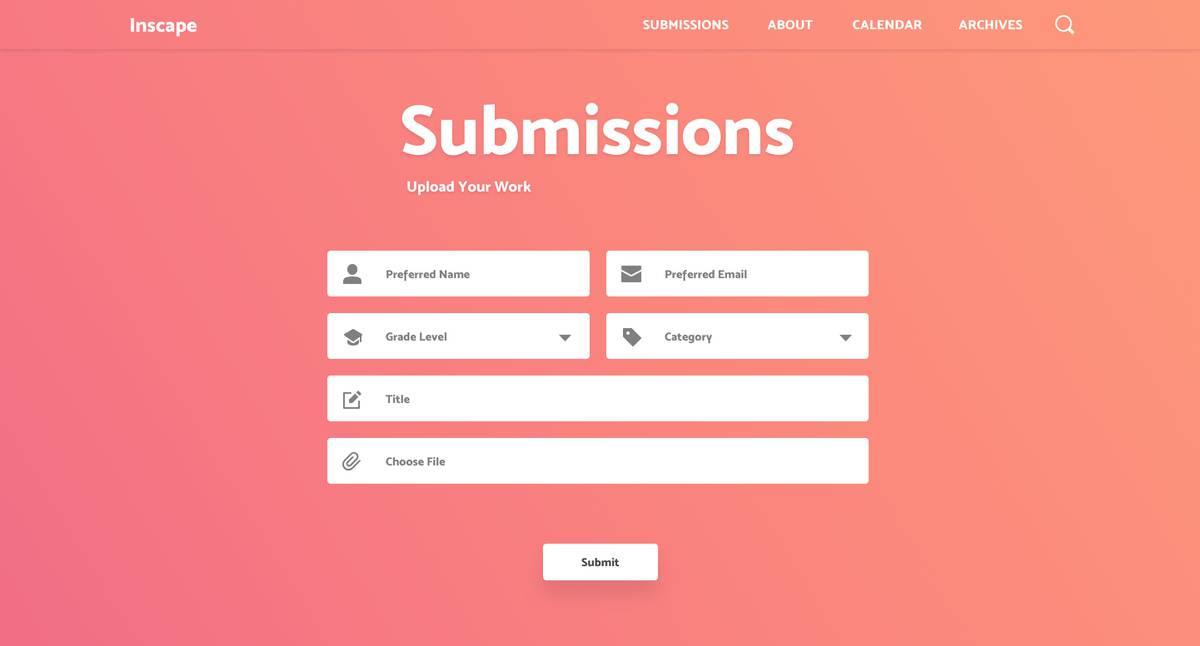 Inscape SUBMISSIONS ABOUT CALENDAR ARCHIVES
Submissions
Upload Your Work
Preferred Name Preferred Email
Grade Level Category
Title
Choose File
Submit